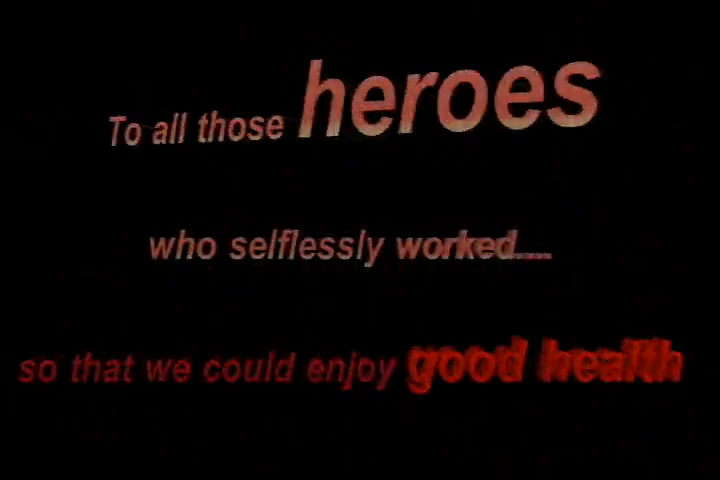 To all those heroes
who selflessly worked....
so that we could enjoy good health